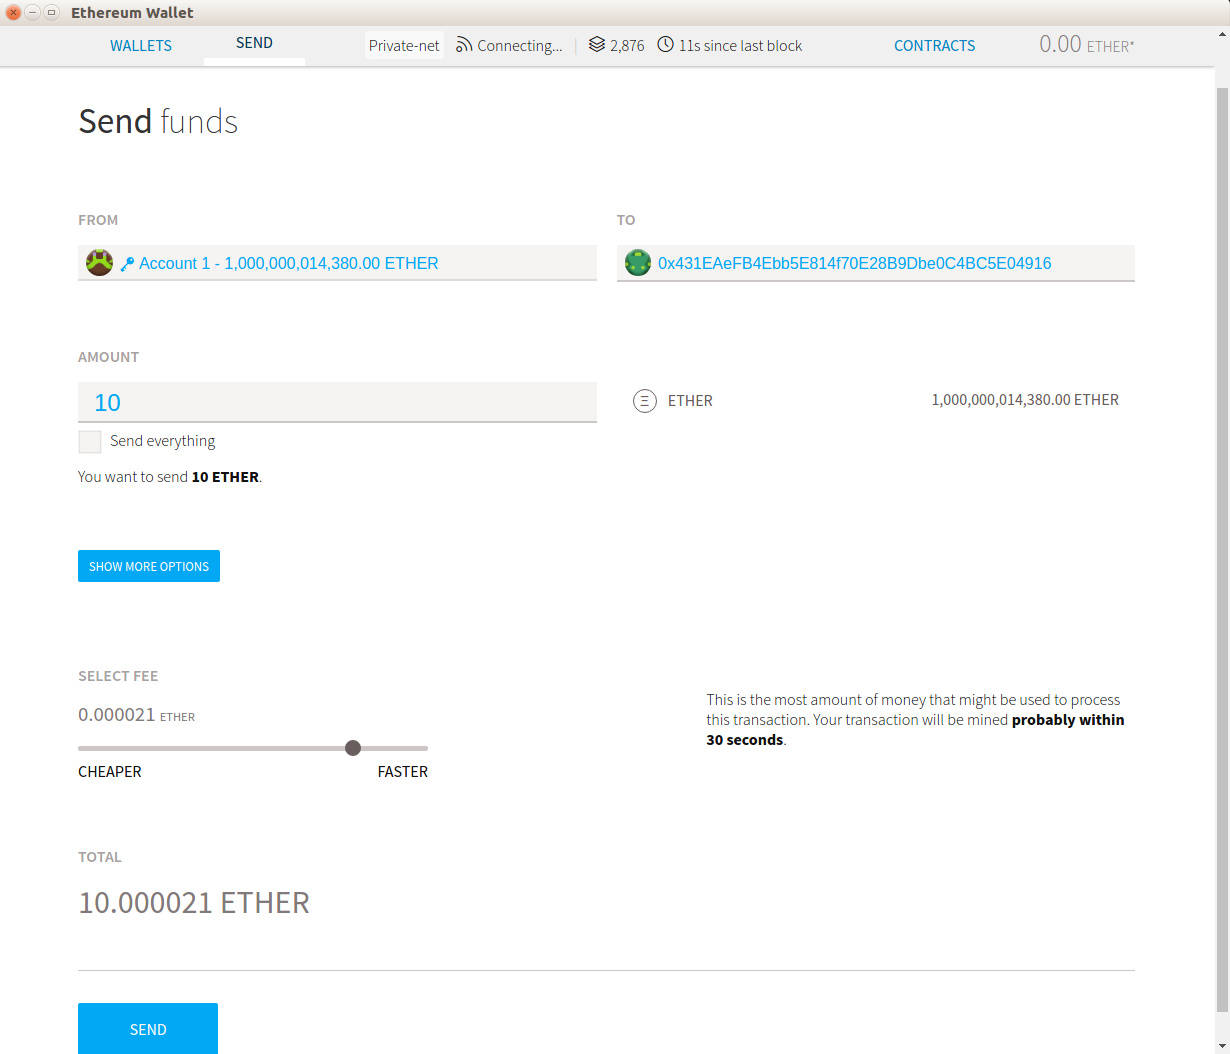 Ethereum Wallet
WALLETS SEND Private-net Connecting... 2,876 11s since last block CONTRACTS 0.00 ETHER*
Send funds
FROM TO
Account 1 - 1,000,000,014,380.00 ETHER 0x431EAeFB4Ebb5E814f70E28B9Dbe0C4BC5E04916
AMOUNT
10 ETHER 1,000,000,014,380.00 ETHER
Send everything
You want to send 10 ETHER.
SHOW MORE OPTIONS
SELECT FEE
0.000021 ETHER
This is the most amount of money that might be used to process
this transaction. Your transaction will be mined probably within
30 seconds.
CHEAPER FASTER
TOTAL
10.000021 ETHER
SEND